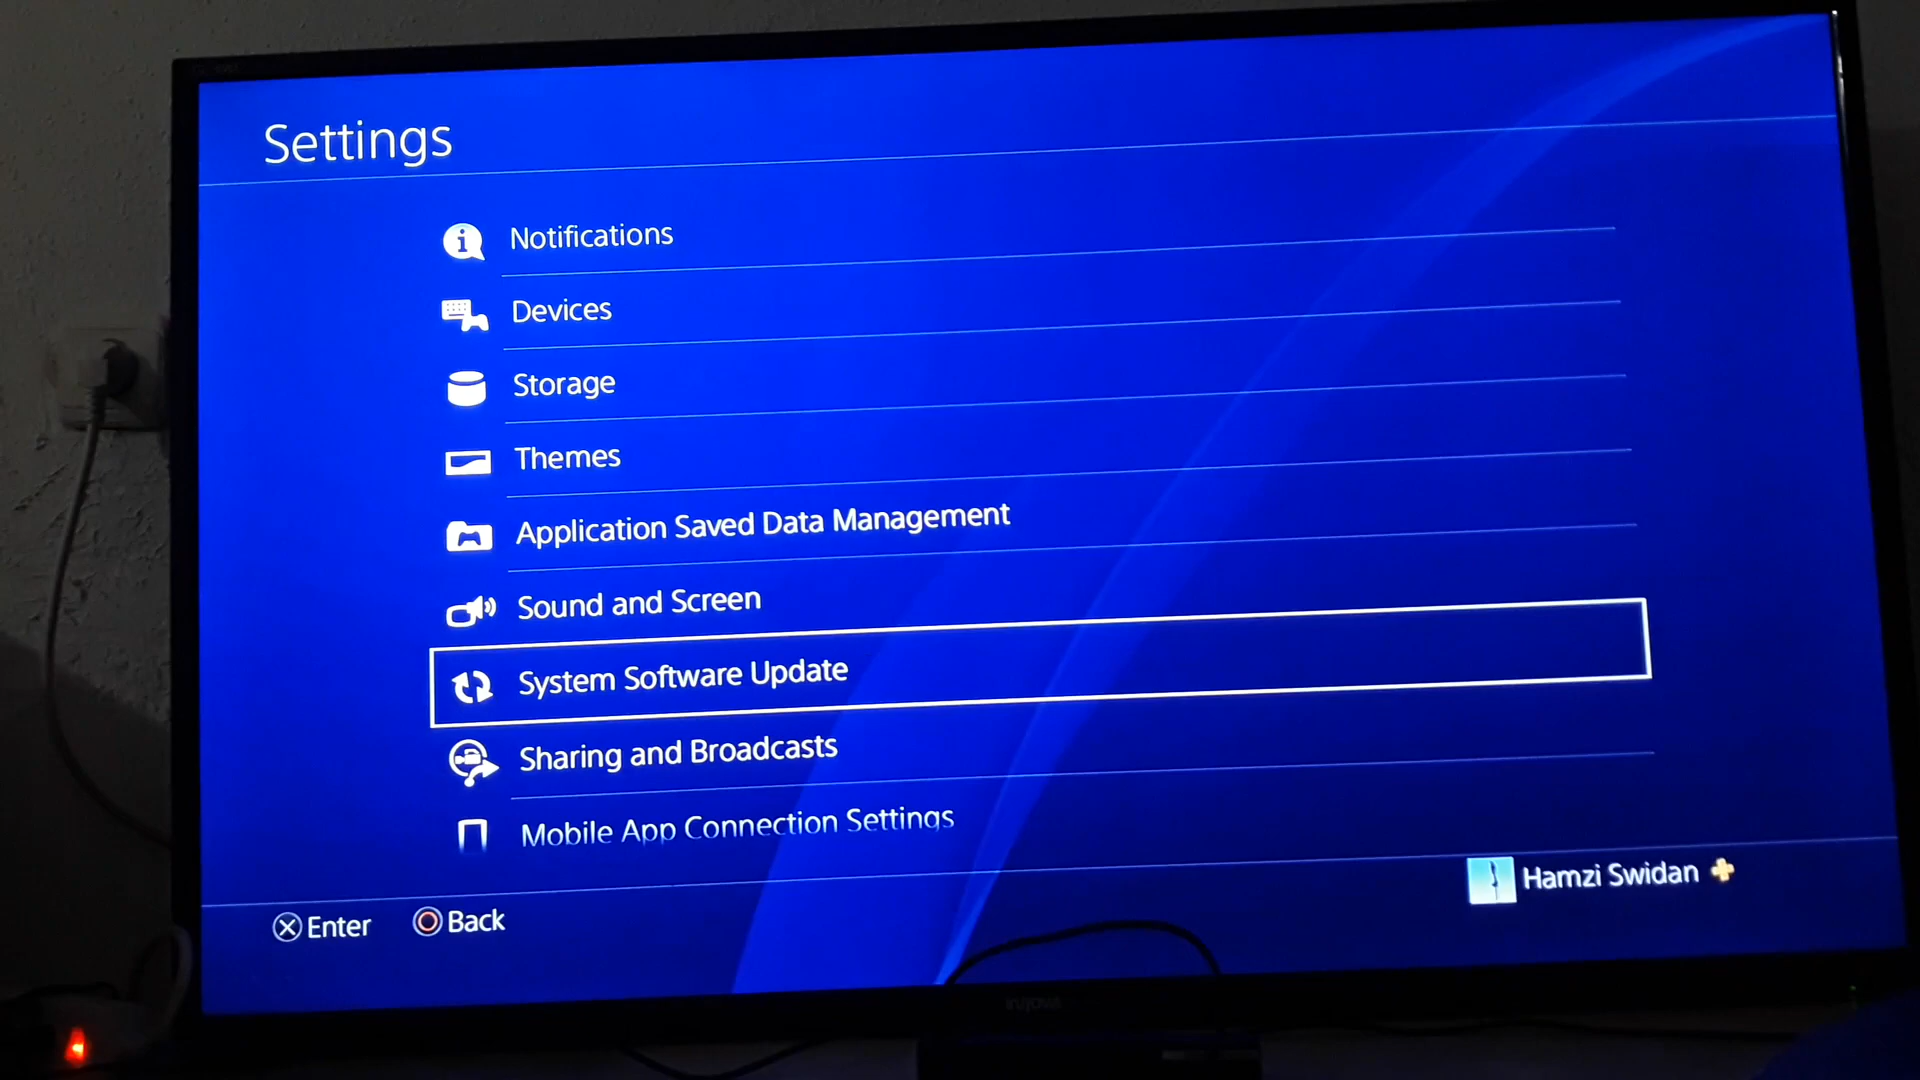 Settings
Notifications
Devices
Storage
Themes
Application Saved Data Management
Sound and Screen
System Software Update
Sharing and Broadcasts
Mobile App Connection Settings
Hamzi Swidan
Enter
Back